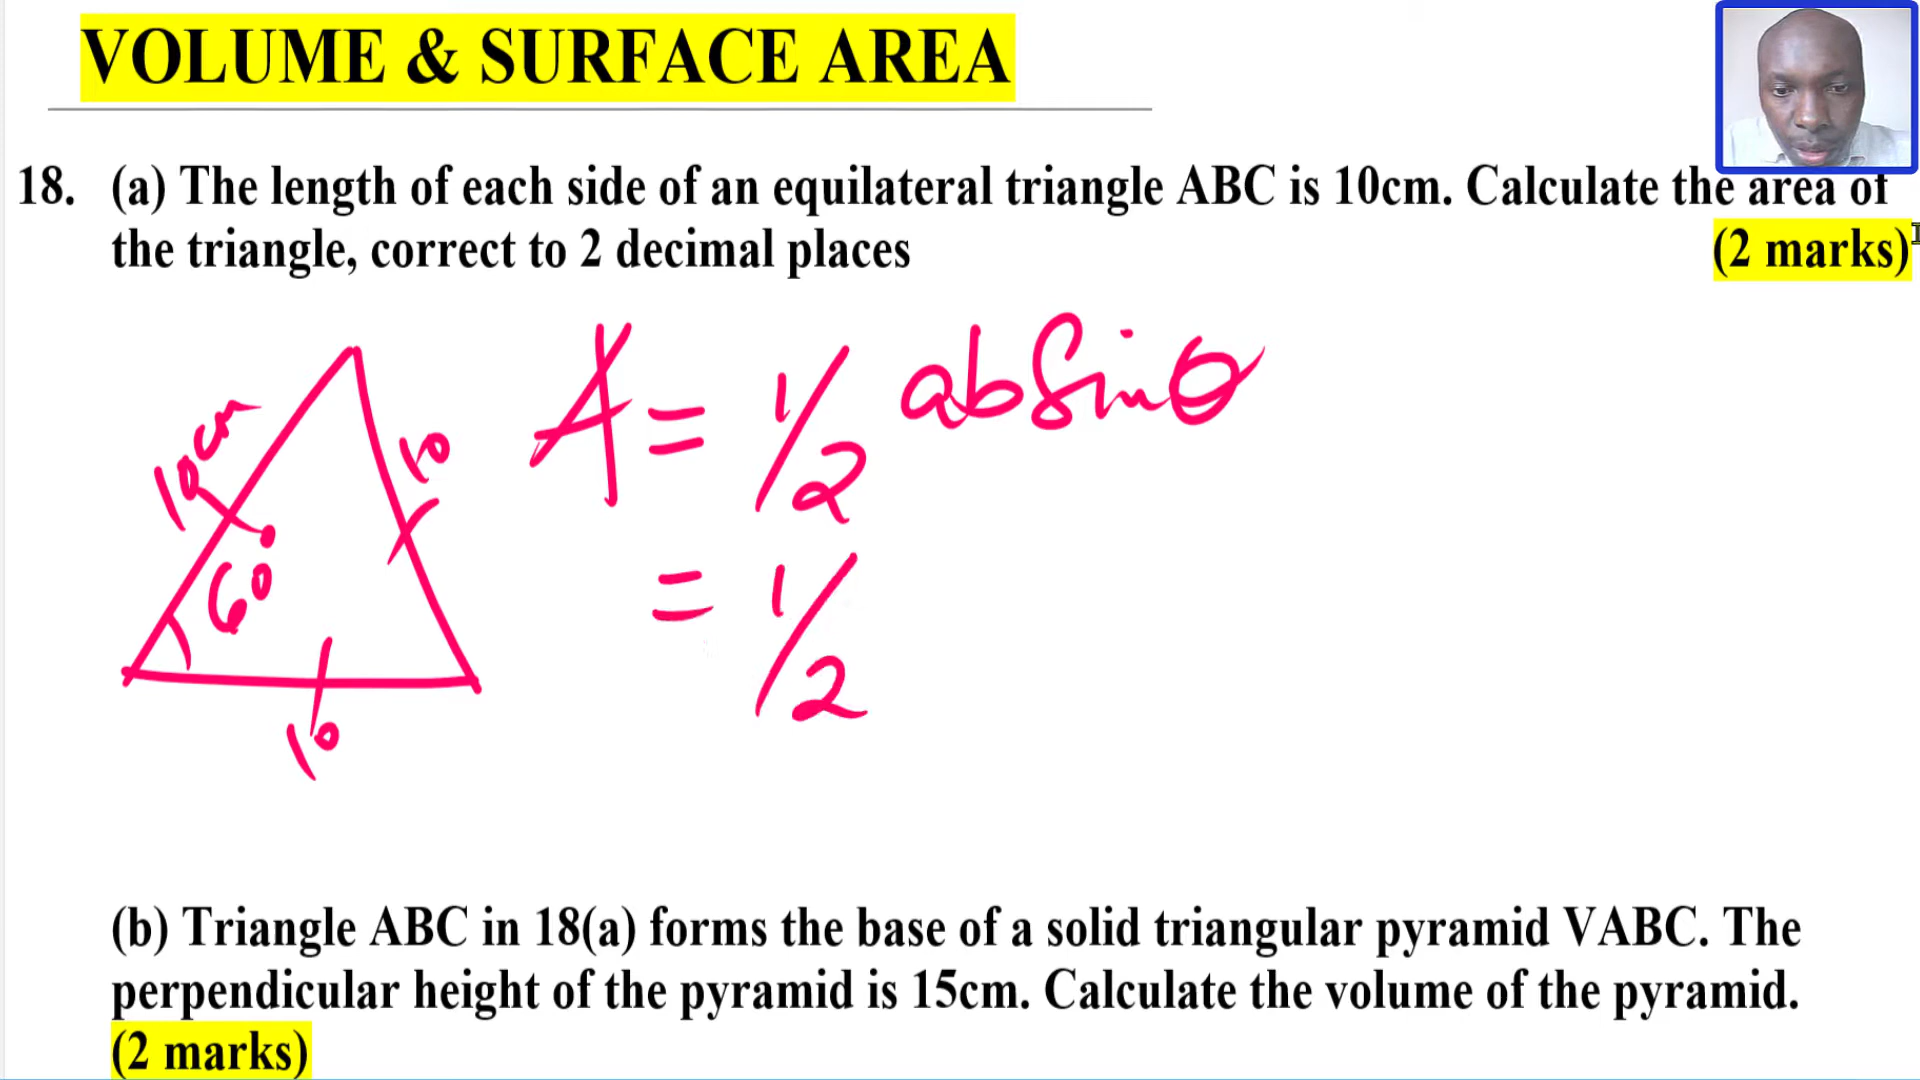 VOLUME & SURFACE AREA
18. (a) The length of each side of an equilateral triangle ABC is 10cm. Calculate the area of
the triangle, correct to 2 decimal places (2 marks)
A = 1/2 ab Sinθ
10cm
10
60
= 1/2
10
(b) Triangle ABC in 18(a) forms the base of a solid triangular pyramid VABC. The
perpendicular height of the pyramid is 15cm. Calculate the volume of the pyramid.
(2 marks)